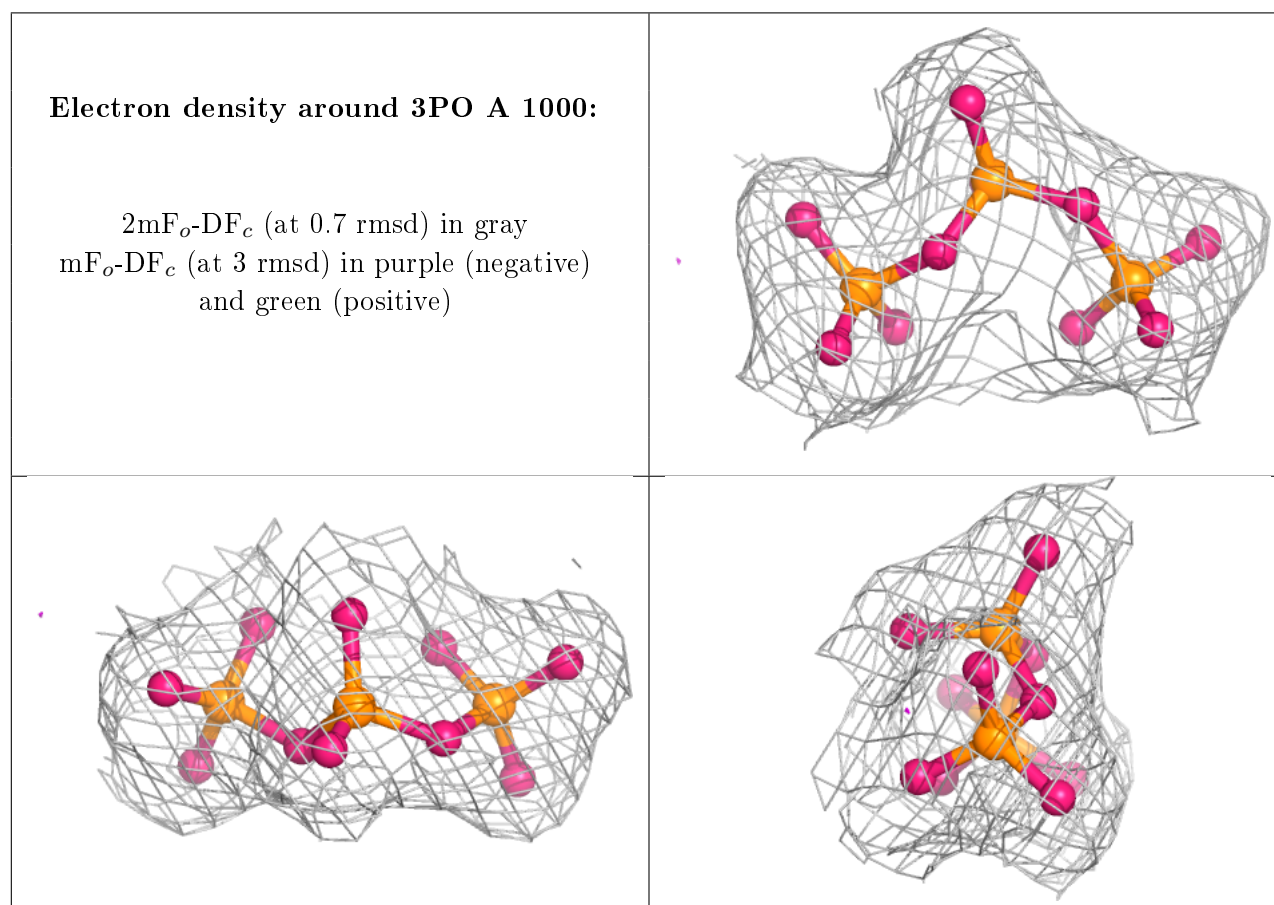 Electron density around 3PO A 1000:
2mFo-DFc (at 0.7 rmsd) in gray
mFo-DFc (at 3 rmsd) in purple (negative)
and green (positive)